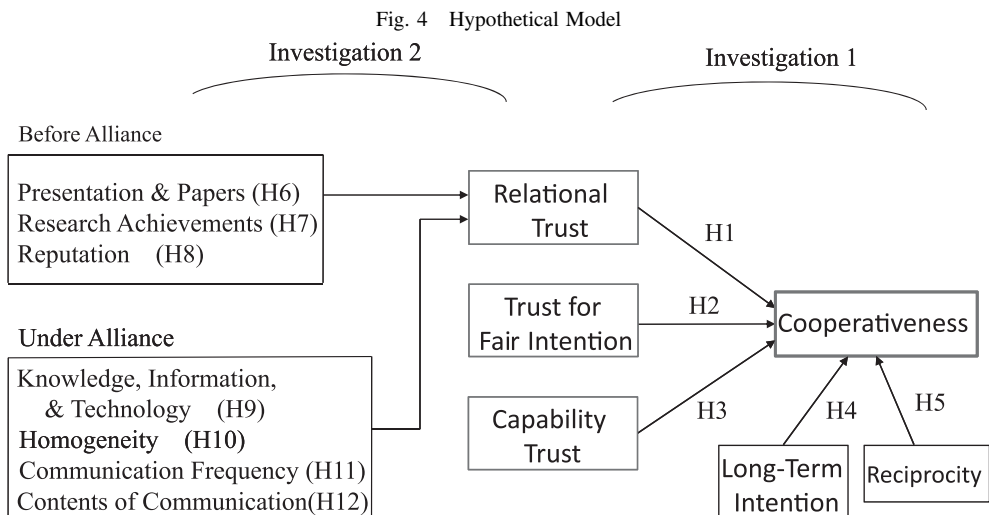 Fig. 4 Hypothetical Model
Investigation 2
Investigation 1
Before Alliance
Presentation & Papers (H6)
Research Achievements (H7)
Reputation (H8)
Under Alliance
Knowledge, Information,
& Technology (H9)
Homogeneity (H10)
Communication Frequency (H11)
Contents of Communication(H12)
Relational
Trust
Trust for
Fair Intention
Capability
Trust
H1
H2
H3
Cooperativeness
H4
H5
Long-Term
Intention
Reciprocity